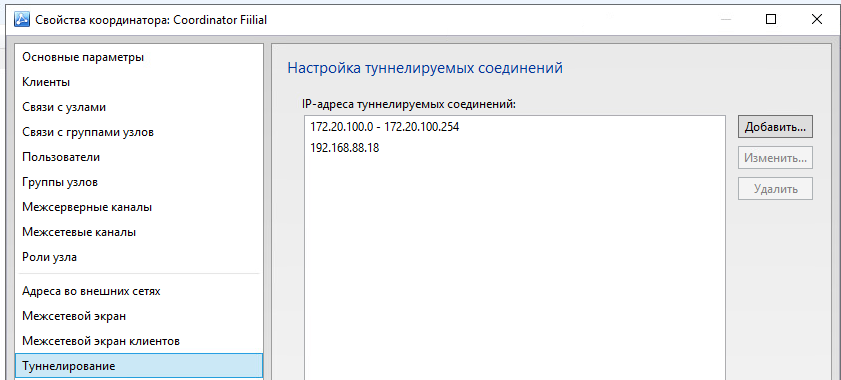 Свойства координатора: Coordinator Fiilial
Основные параметры
Клиенты
Связи с узлами
Связи с группами узлов
Пользователи
Группы узлов
Межсерверные каналы
Межсетевые каналы
Роли узла
Адреса во внешних сетях
Межсетевой экран
Межсетевой экран клиентов
Туннелирование
Настройка туннелируемых соединений
IP-адреса туннелируемых соединений:
172.20.100.0 - 172.20.100.254
192.168.88.18
Добавить...
Изменить...
Удалить